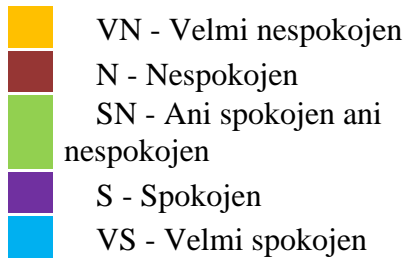 VN - Velmi nespokojen
N - Nespokojen
SN - Ani spokojen ani
nespokojen
S - Spokojen
VS - Velmi spokojen